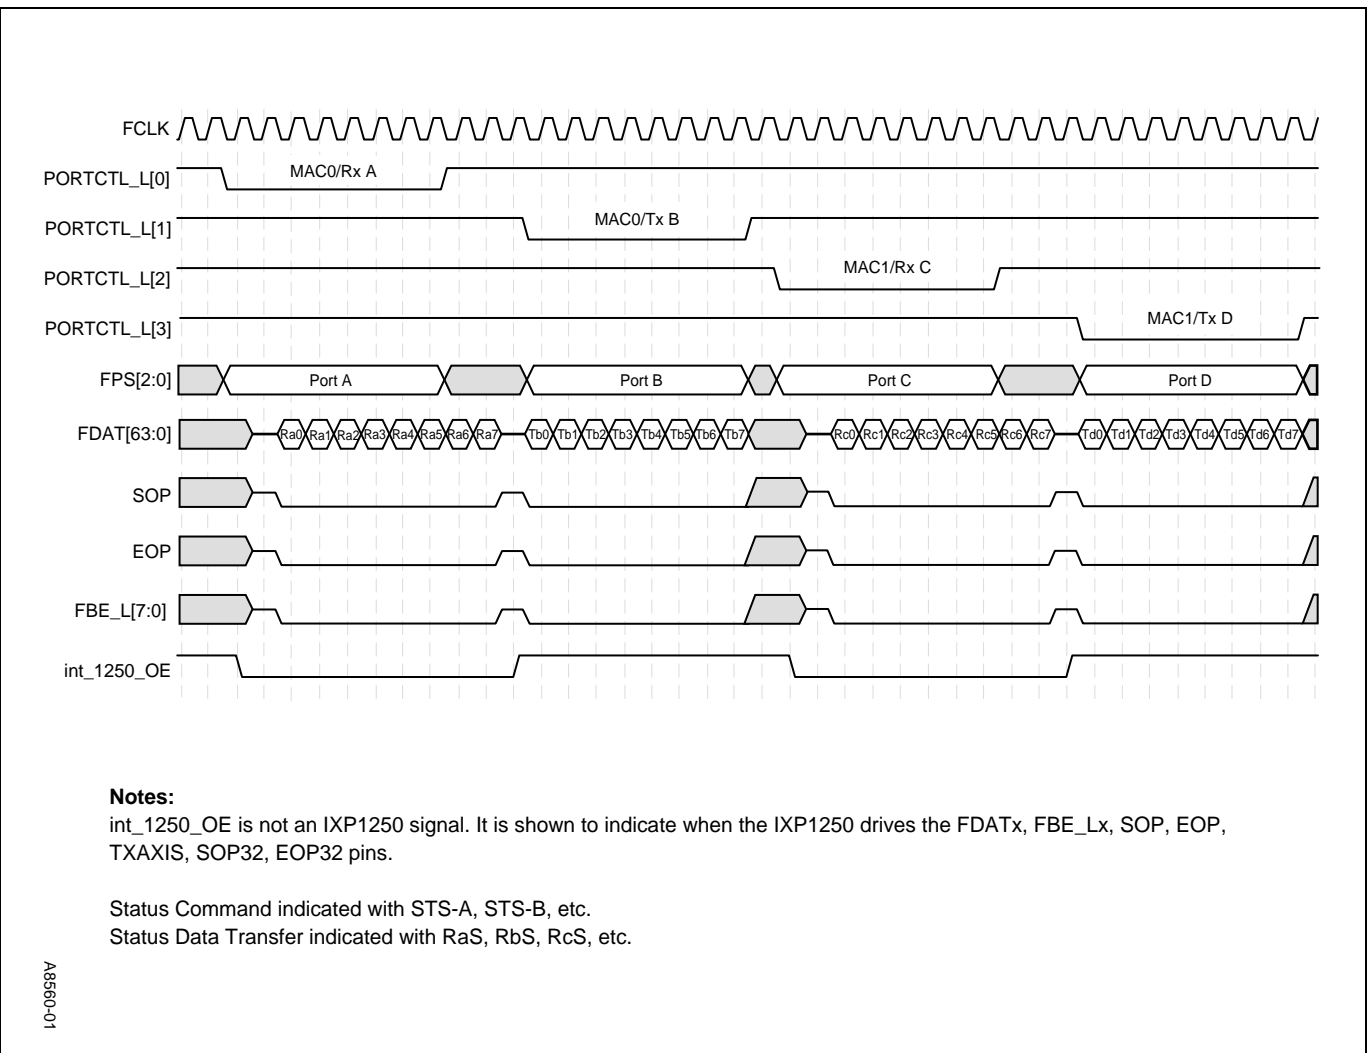 FCLK
PORTCTL_L[0] MAC0/Rx A
PORTCTL_L[1] MAC0/Tx B
PORTCTL_L[2] MAC1/Rx C
PORTCTL_L[3] MAC1/Tx D
FPS[2:0] Port A Port B Port C Port D
FDAT[63:0] Ra0 Ra1 Ra2 Ra3 Ra4 Ra5 Ra6 Ra7 Tb0 Tb1 Tb2 Tb3 Tb4 Tb5 Tb6 Tb7 Rc0 Rc1 Rc2 Rc3 Rc4 Rc5 Rc6 Rc7 Td0 Td1 Td2 Td3 Td4 Td5 Td6 Td7
SOP
EOP
FBE_L[7:0]
int_1250_OE
Notes:
int_1250_OE is not an IXP1250 signal. It is shown to indicate when the IXP1250 drives the FDATx, FBE_Lx, SOP, EOP,
TXAXIS, SOP32, EOP32 pins.
Status Command indicated with STS-A, STS-B, etc.
Status Data Transfer indicated with RaS, RbS, RcS, etc.
A8560-01